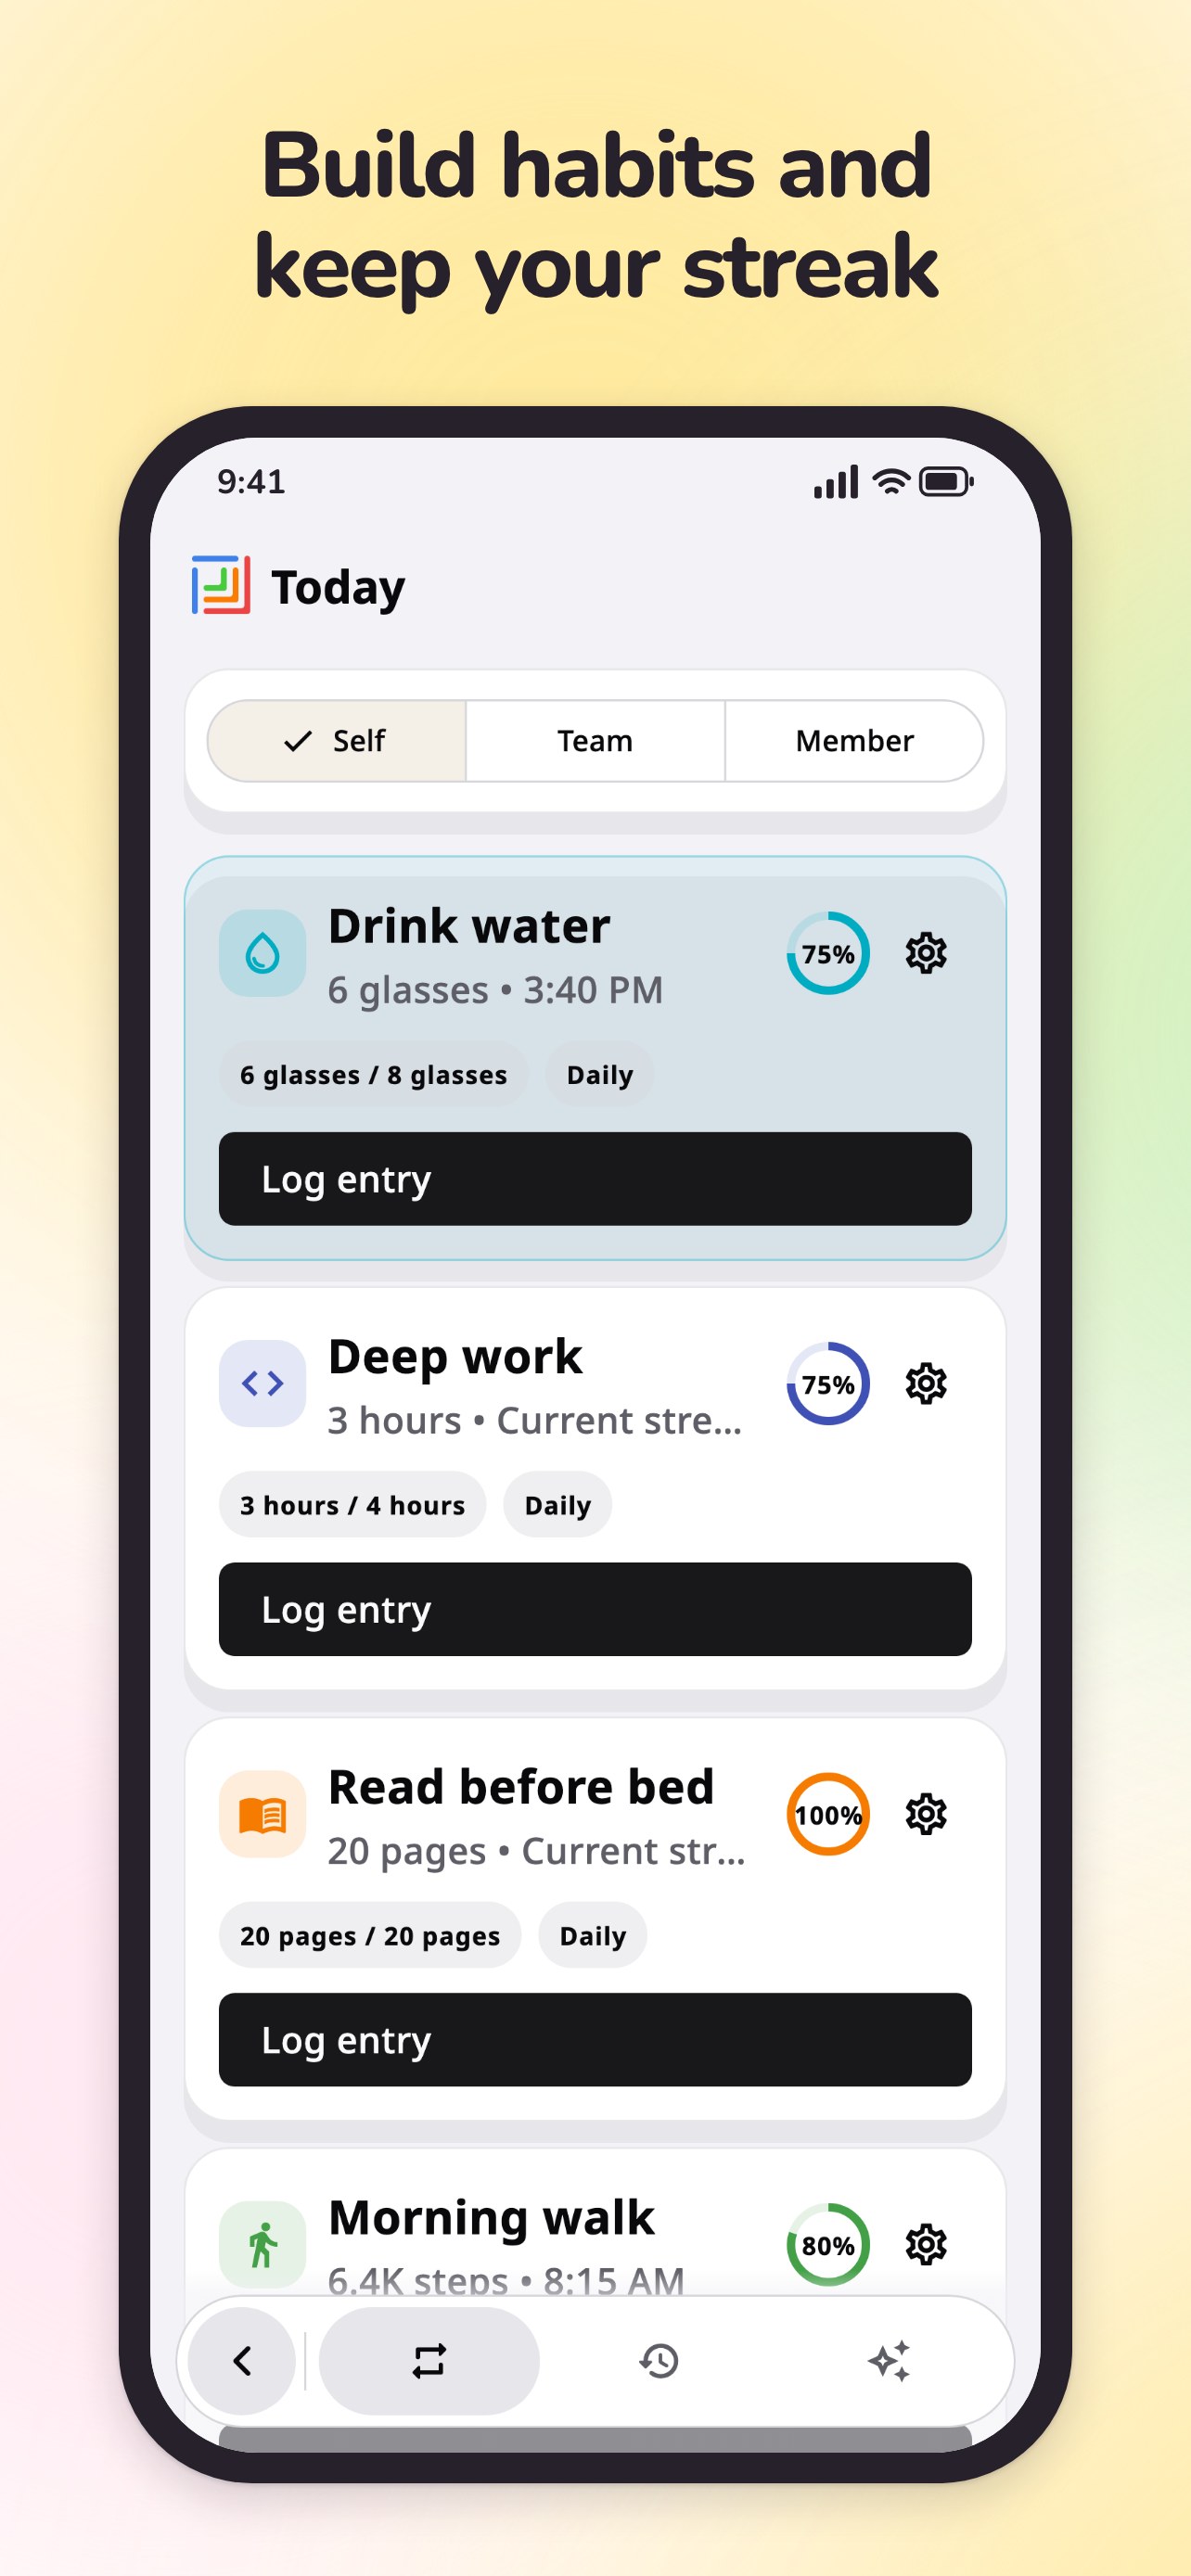 Build habits and
keep your streak
9:41
Today
Self Team Member
Drink water
6 glasses • 3:40 PM
75%
6 glasses / 8 glasses Daily
Log entry
Deep work
3 hours • Current stre...
75%
3 hours / 4 hours Daily
Log entry
Read before bed
20 pages • Current str...
100%
20 pages / 20 pages Daily
Log entry
Morning walk
6.4K steps • 8:15 AM
80%